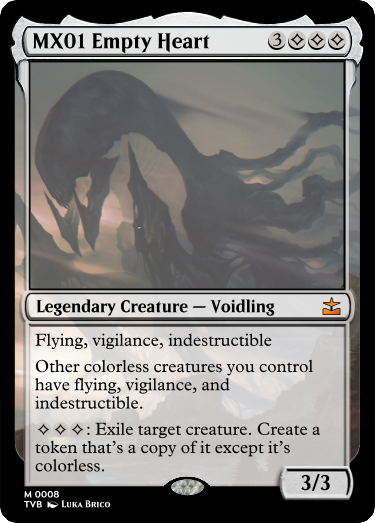 MX01 Empty Heart 3
Legendary Creature — Voidling
Flying, vigilance, indestructible
Other colorless creatures you control
have flying, vigilance, and
indestructible.
: Exile target creature. Create a
token that's a copy of it except it's
colorless.
3/3
M 0008
TVB Luka Brico